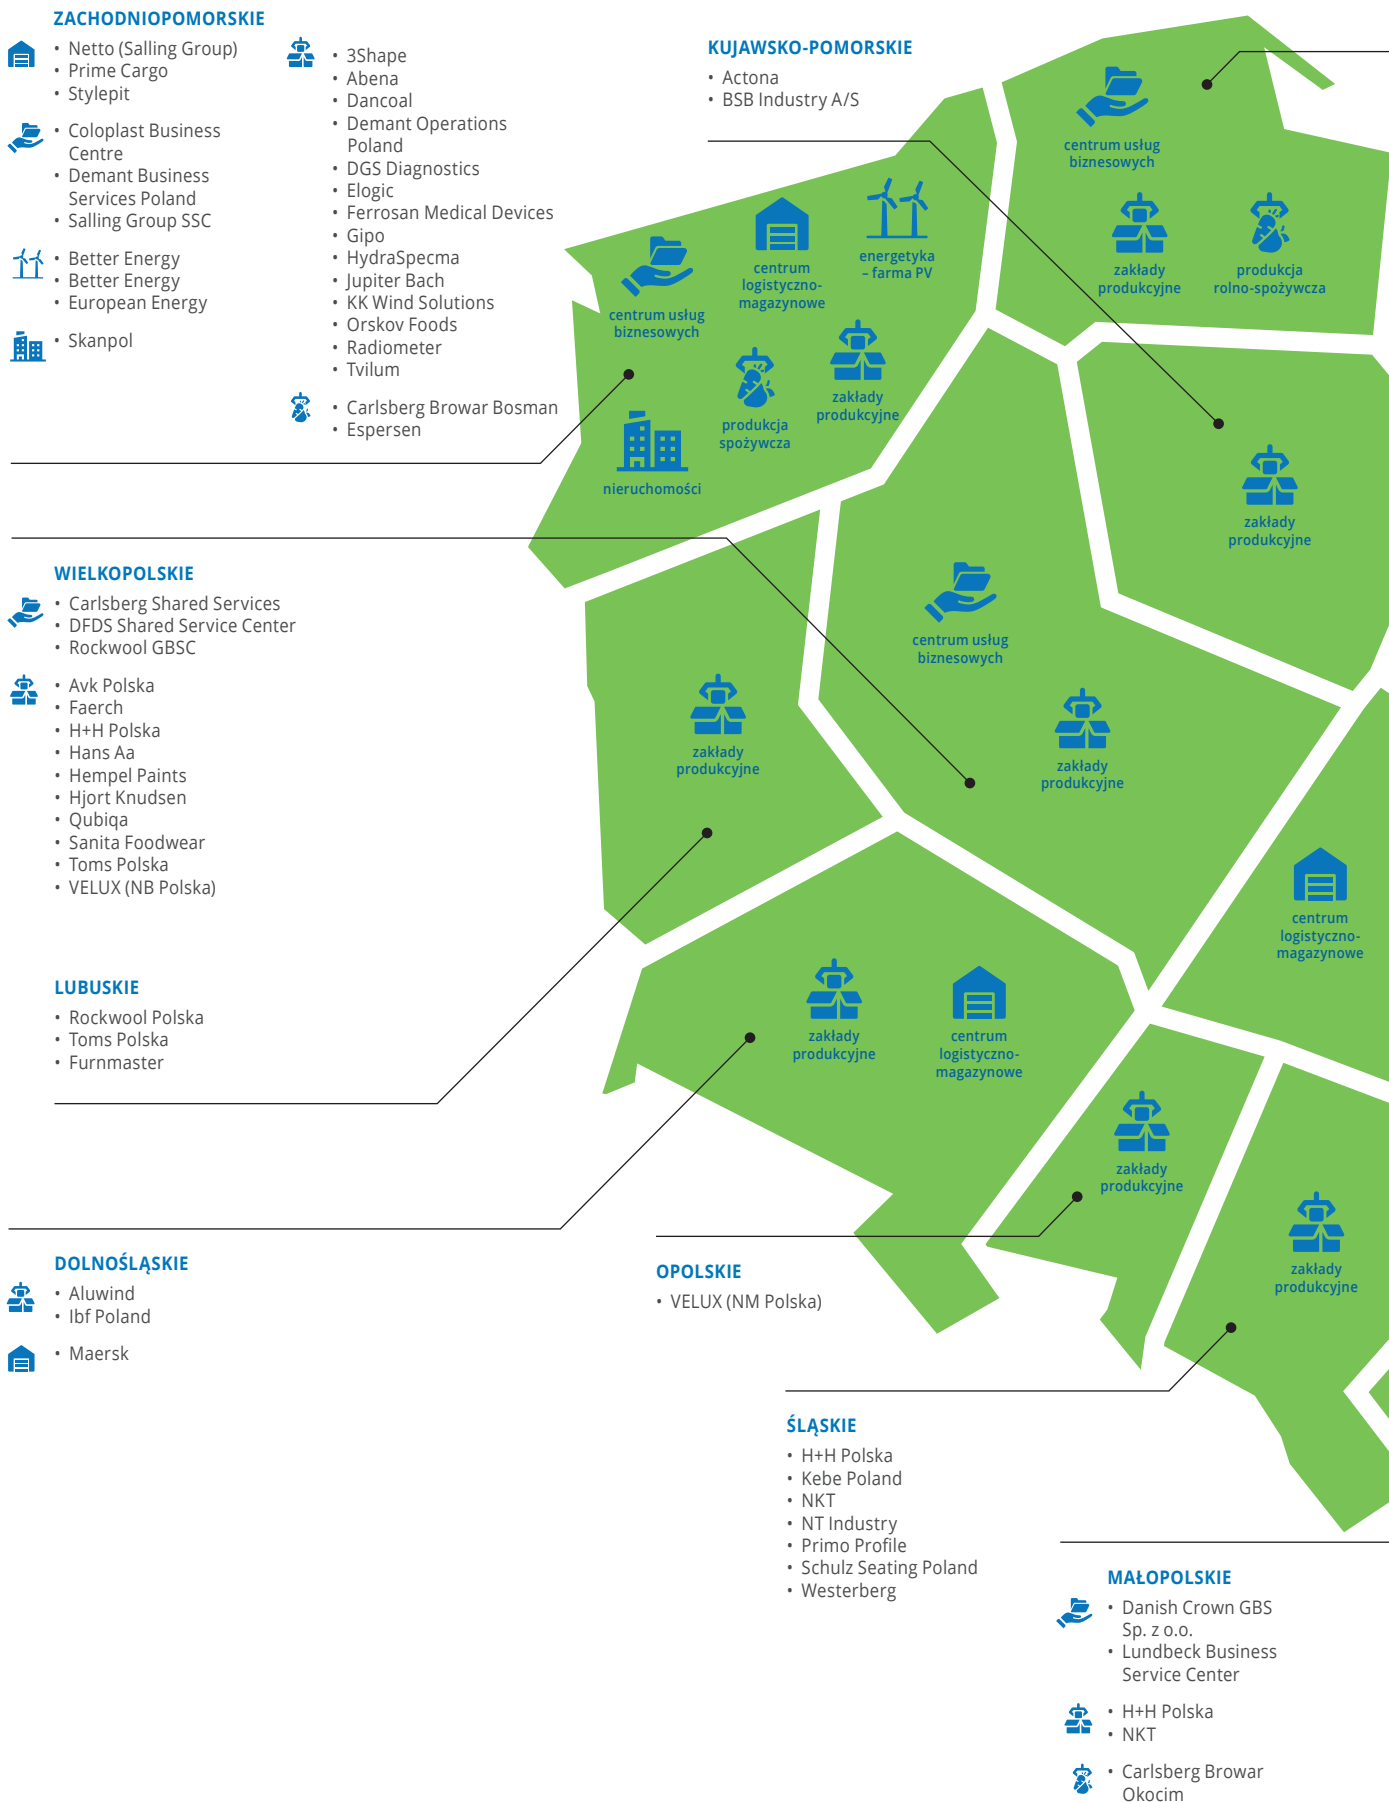 ZACHODNIOPOMORSKIE
• Netto (Salling Group)
• Prime Cargo
• Stylepit
• Coloplast Business
Centre
• Demant Business
Services Poland
• Salling Group SSC
• Better Energy
• Better Energy
• European Energy
• Skanpol
• 3Shape
• Abena
• Dancoal
• Demant Operations
Poland
• DGS Diagnostics
• Elogic
• Ferrosan Medical Devices
• Gipo
• HydraSpecma
• Jupiter Bach
• KK Wind Solutions
• Orskov Foods
• Radiometer
• Tvilum
• Carlsberg Browar Bosman
• Espersen
KUJAWSKO-POMORSKIE
• Actona
• BSB Industry A/S
centrum usług
biznesowych
zakłady
produkcyjne
produkcja
rolno-spożywcza
centrum usług
biznesowych
centrum
logistyczno-
magazynowe
energetyka
– farma PV
nieruchomości
produkcja
spożywcza
zakłady
produkcyjne
zakłady
produkcyjne
WIELKOPOLSKIE
• Carlsberg Shared Services
• DFDS Shared Service Center
• Rockwool GBSC
• Avk Polska
• Faerch
• H+H Polska
• Hans Aa
• Hempel Paints
• Hjort Knudsen
• Qubiqa
• Sanita Foodwear
• Toms Polska
• VELUX (NB Polska)
centrum usług
biznesowych
zakłady
produkcyjne
zakłady
produkcyjne
centrum
logistyczno-
magazynowe
LUBUSKIE
• Rockwool Polska
• Toms Polska
• Furnmaster
zakłady
produkcyjne
centrum
logistyczno-
magazynowe
zakłady
produkcyjne
zakłady
produkcyjne
DOLNOŚLĄSKIE
• Aluwind
• Ibf Poland
• Maersk
OPOLSKIE
• VELUX (NM Polska)
ŚLĄSKIE
• H+H Polska
• Kebe Poland
• NKT
• NT Industry
• Primo Profile
• Schulz Seating Poland
• Westerberg
MAŁOPOLSKIE
• Danish Crown GBS
Sp. z o.o.
• Lundbeck Business
Service Center
• H+H Polska
• NKT
• Carlsberg Browar
Okocim